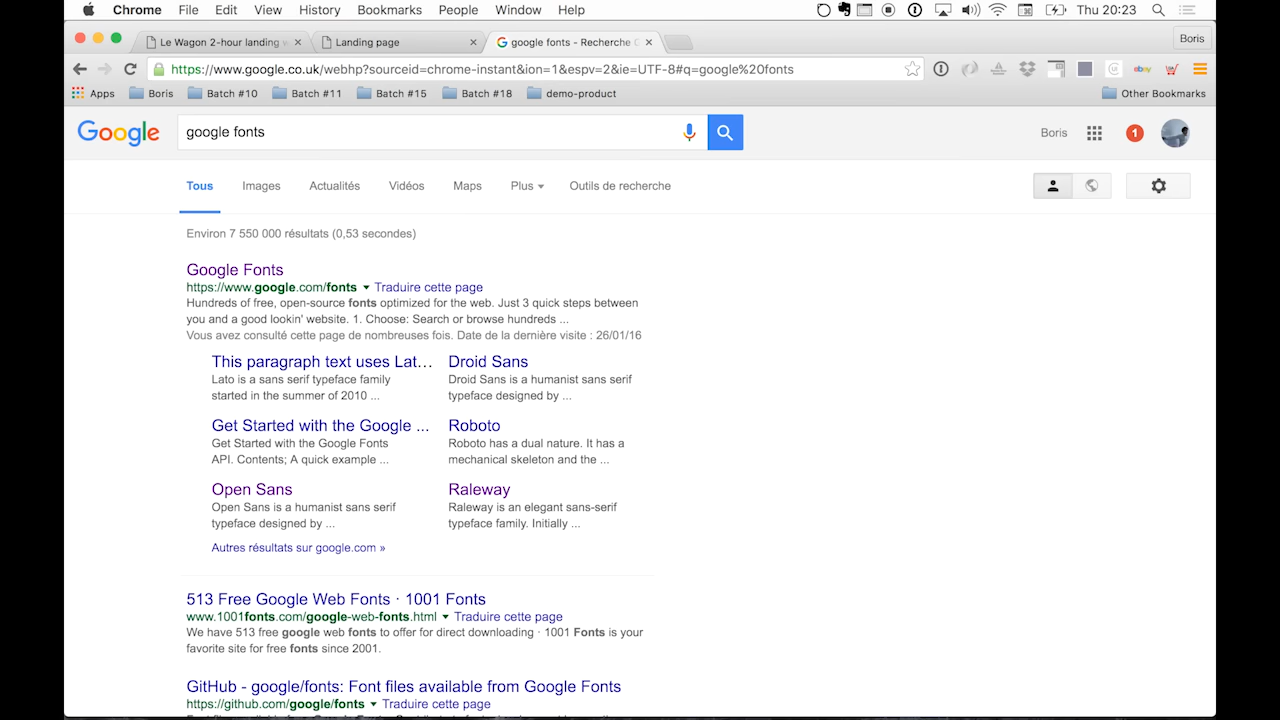 Chrome File Edit View History Bookmarks People Window Help Thu 20:23
Le Wagon 2-hour landing Landing page google fonts - Recherche Boris
https://www.google.co.uk/webhp?sourceid=chrome-instant&ion=1&espv=2&ie=UTF-8#q=google%20fonts
Apps Boris Batch #10 Batch #11 Batch #15 Batch #18 demo-product Other Bookmarks
Google google fonts Boris 1
Tous Images Actualités Vidéos Maps Plus Outils de recherche
Environ 7 550 000 résultats (0,53 secondes)
Google Fonts
https://www.google.com/fonts Traduire cette page
Hundreds of free, open-source fonts optimized for the web. Just 3 quick steps between
you and a good lookin' website. 1. Choose: Search or browse hundreds ...
Vous avez consulté cette page de nombreuses fois. Date de la dernière visite : 26/01/16
This paragraph text uses Lat...
Lato is a sans serif typeface family
started in the summer of 2010 ...
Droid Sans
Droid Sans is a humanist sans serif
typeface designed by ...
Get Started with the Google ...
Get Started with the Google Fonts
API. Contents; A quick example ...
Roboto
Roboto has a dual nature. It has a
mechanical skeleton and the ...
Open Sans
Open Sans is a humanist sans serif
typeface designed by ...
Raleway
Raleway is an elegant sans-serif
typeface family. Initially ...
Autres résultats sur google.com »
513 Free Google Web Fonts · 1001 Fonts
www.1001fonts.com/google-web-fonts.html Traduire cette page
We have 513 free google web fonts to offer for direct downloading · 1001 Fonts is your
favorite site for free fonts since 2001.
GitHub - google/fonts: Font files available from Google Fonts
https://github.com/google/fonts Traduire cette page